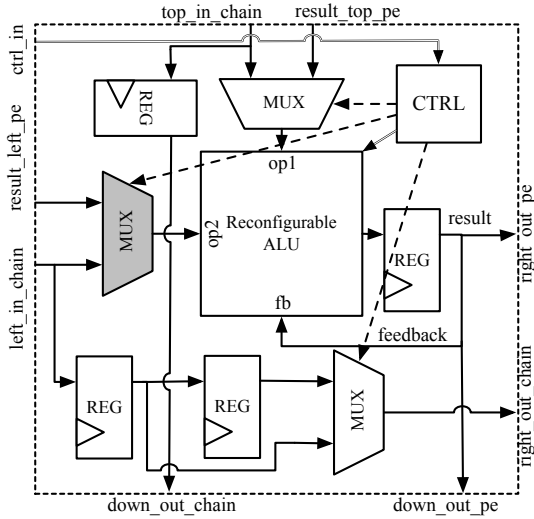 top_in_chain
result_top_pe
ctrl_in
REG
MUX
CTRL
result_left_pe
op1
MUX
op2
Reconfigurable
ALU
REG
result
right_out_pe
left_in_chain
fb
feedback
REG
REG
MUX
right_out_chain
down_out_chain
down_out_pe